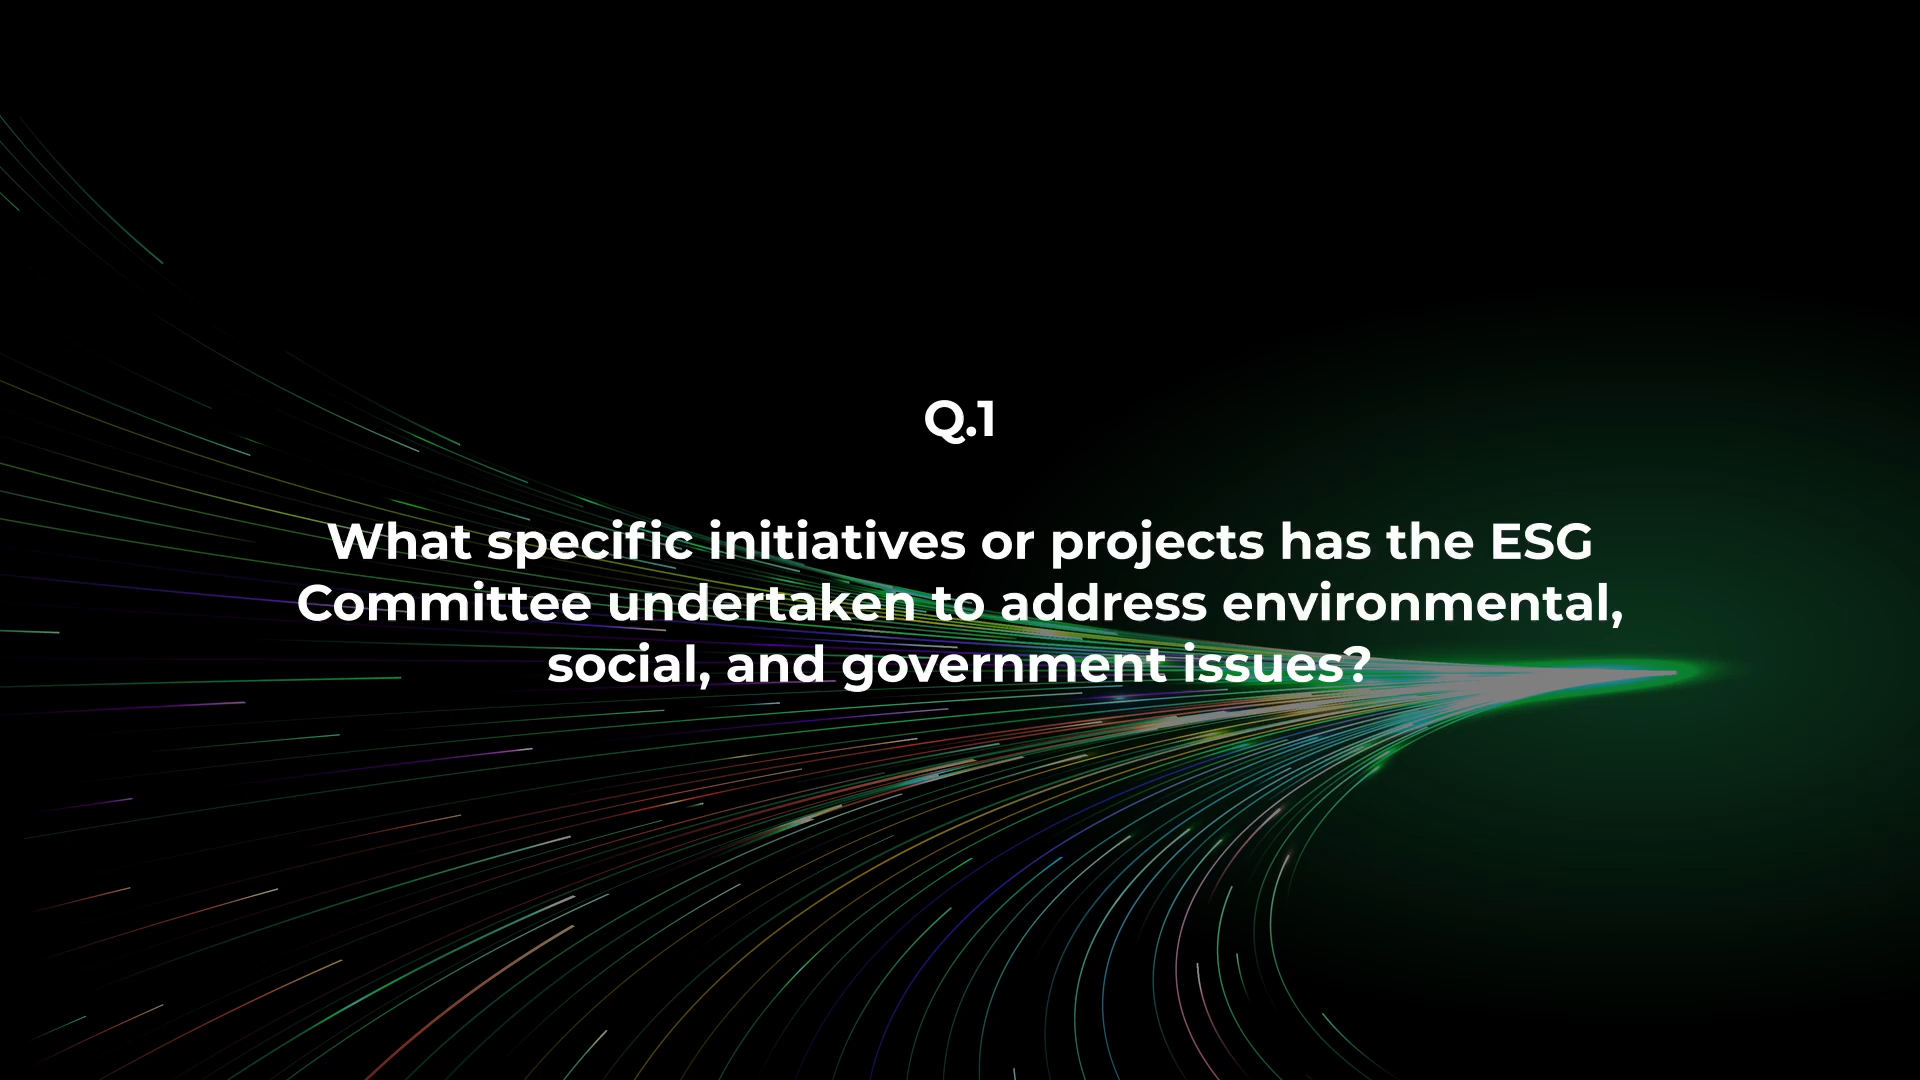 Q.1
What specific initiatives or projects has the ESG
Committee undertaken to address environmental,
social, and government issues?